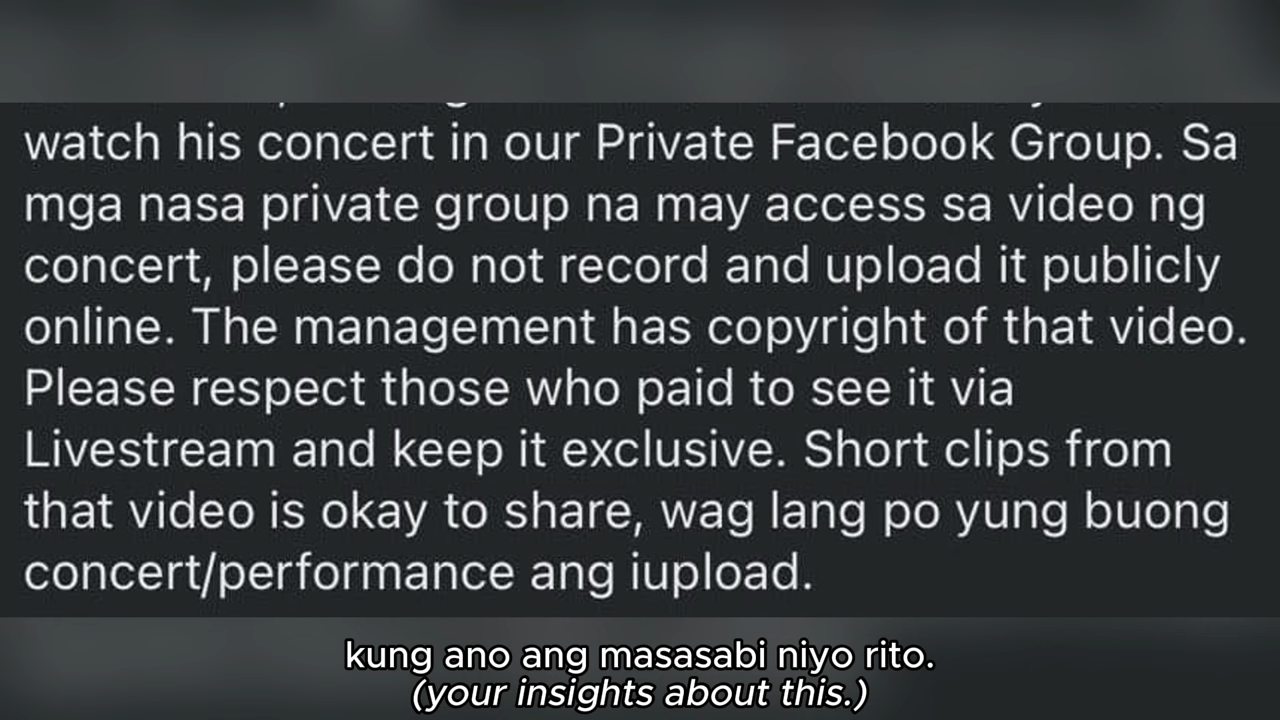 watch his concert in our Private Facebook Group. Sa
mga nasa private group na may access sa video ng
concert, please do not record and upload it publicly
online. The management has copyright of that video.
Please respect those who paid to see it via
Livestream and keep it exclusive. Short clips from
that video is okay to share, wag lang po yung buong
concert/performance ang iupload.
kung ano ang masasabi niyo rito.
(your insights about this.)